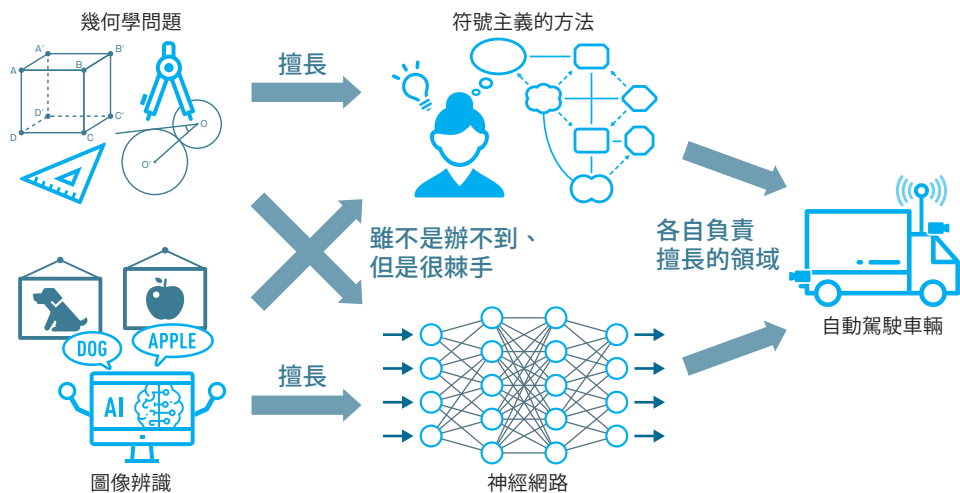 幾何學問題
符號主義的方法
A'
B'
A
B
D'
C'
D
C
O
O'
擅長
雖不是辦不到、
但是很棘手
各自負責
擅長的領域
自動駕駛車輛
DOG
APPLE
AI
擅長
圖像辨識
神經網路